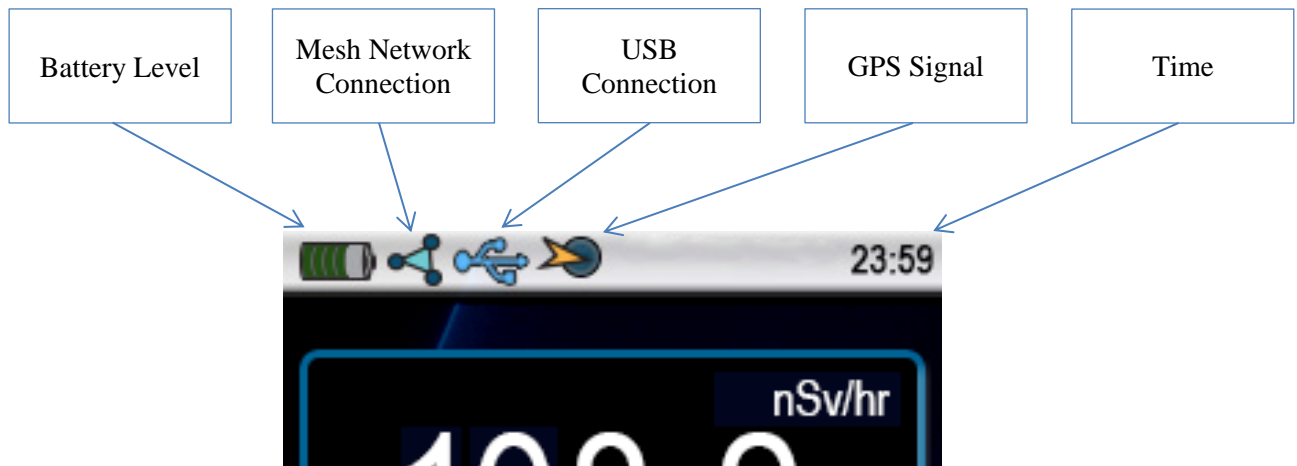 Battery Level
Mesh Network
Connection
USB
Connection
GPS Signal
Time
23:59
nSv/hr